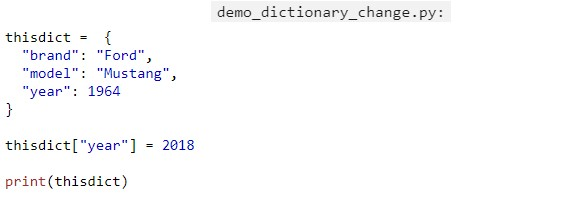 demo_dictionary_change.py:
thisdict =  {
  "brand": "Ford",
  "model": "Mustang",
  "year": 1964
}
thisdict["year"] = 2018
print(thisdict)